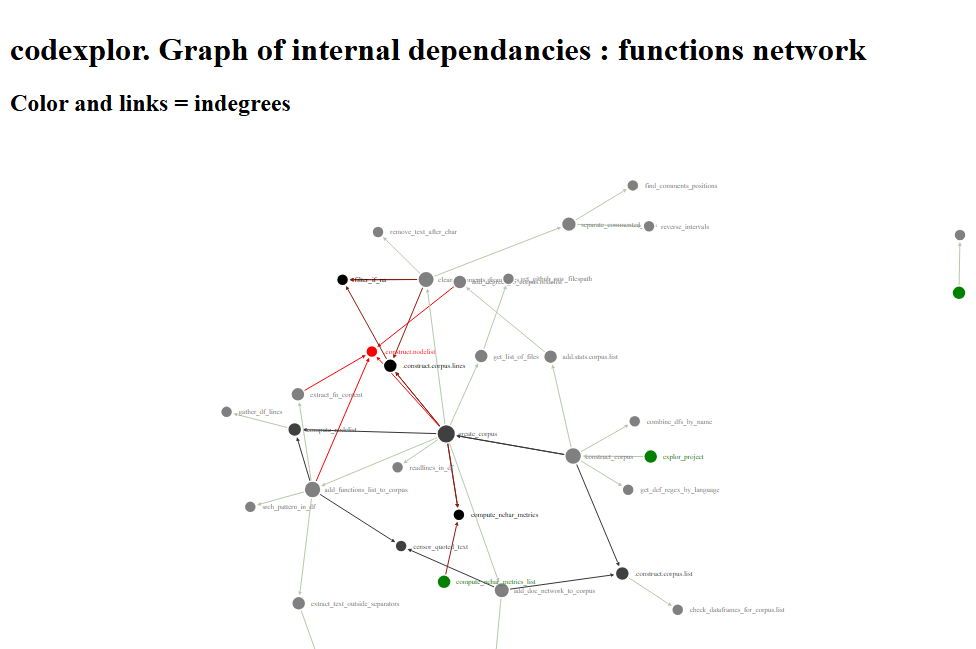 codexplor. Graph of internal dependancies : functions network
Color and links = indegrees
find_comments_positions
separate_commented_
reverse_intervals
remove_text_after_char
.filter_if_na
get_github_raw_filespath
.construct.nodelist
.construct.corpus.lines
get_list_of_files
add.stats.corpus.list
extract_fn_content
gather_df_lines
compute_nodelist
create_corpus
combine_dfs_by_name
construct_corpus
explor_project
readlines_in_df
add_functions_list_to_corpus
get_def_regex_by_language
srch_pattern_in_df
compute_nchar_metrics
censor_quoted_text
.construct.corpus.list
compute_nchar_metrics_list
add_doc_network_to_corpus
extract_text_outside_separators
check_dataframes_for_corpus.list